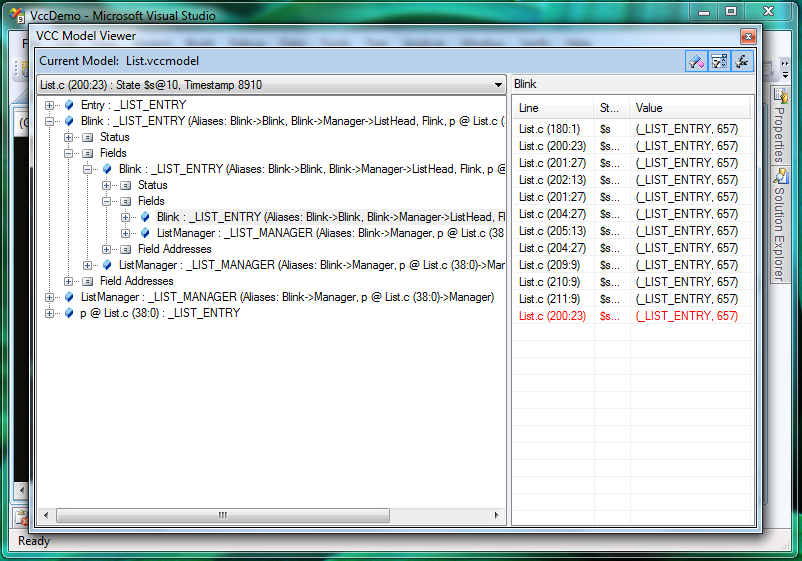 VccDemo - Microsoft Visual Studio
VCC Model Viewer
Current Model: List.vccmodel
List.c (200:23) : State $s@10, Timestamp 8910
Entry : _LIST_ENTRY
Blink : _LIST_ENTRY (Aliases: Blink->Blink, Blink->Manager->ListHead, Flink, p @ List.c (3
Status
Fields
Blink : _LIST_ENTRY (Aliases: Blink->Blink, Blink->Manager->ListHead, Flink, p @
Status
Fields
Blink : _LIST_ENTRY (Aliases: Blink->Blink, Blink->Manager->ListHead, Fl
ListManager : _LIST_MANAGER (Aliases: Blink->Manager, p @ List.c (38
Field Addresses
ListManager : _LIST_MANAGER (Aliases: Blink->Manager, p @ List.c (38:0)->Mar
Field Addresses
ListManager : _LIST_MANAGER (Aliases: Blink->Manager, p @ List.c (38:0)->Manager)
p @ List.c (38:0) : _LIST_ENTRY
Blink
Line St... Value
List.c (180:1) $s (_LIST_ENTRY, 657)
List.c (200:23) $s... (_LIST_ENTRY, 657)
List.c (201:27) $s... (_LIST_ENTRY, 657)
List.c (202:13) $s... (_LIST_ENTRY, 657)
List.c (201:27) $s... (_LIST_ENTRY, 657)
List.c (204:27) $s... (_LIST_ENTRY, 657)
List.c (205:13) $s... (_LIST_ENTRY, 657)
List.c (204:27) $s... (_LIST_ENTRY, 657)
List.c (209:9) $s... (_LIST_ENTRY, 657)
List.c (210:9) $s... (_LIST_ENTRY, 657)
List.c (211:9) $s... (_LIST_ENTRY, 657)
List.c (200:23) $s... (_LIST_ENTRY, 657)
Properties
Solution Explorer
Ready